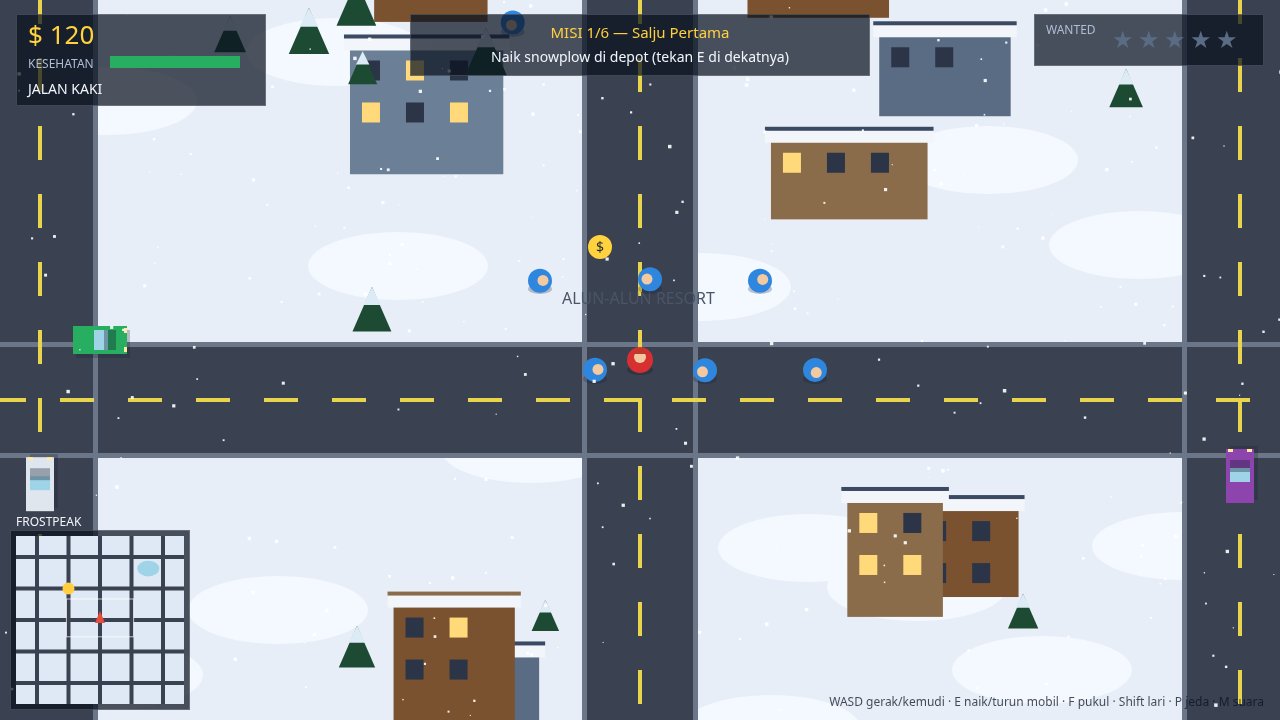 $ 120
KESEHATAN
JALAN KAKI
MISI 1/6 — Salju Pertama
Naik snowplow di depot (tekan E di dekatnya)
WANTED ★★★★★
$
ALUN-ALUN RESORT
FROSTPEAK
WASD gerak/kemudi · E naik/turun mobil · F pukul · Shift lari · P jeda · M suara